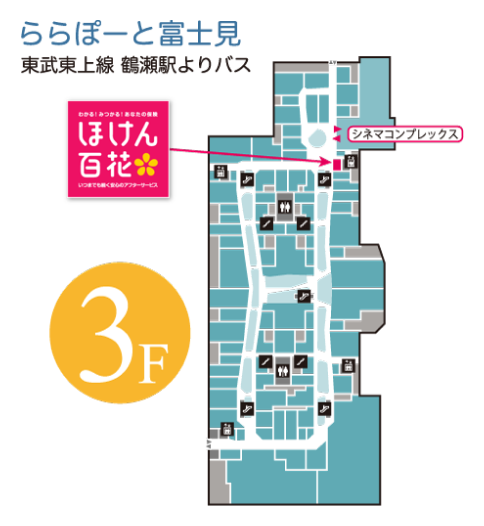 ららぽーと富士見
東武東上線 鶴瀬駅よりバス
わかる！みつかる！あなたの保険
ほけん
百花
いつまでも続く安心のアフターサービス
シネマコンプレックス
3F